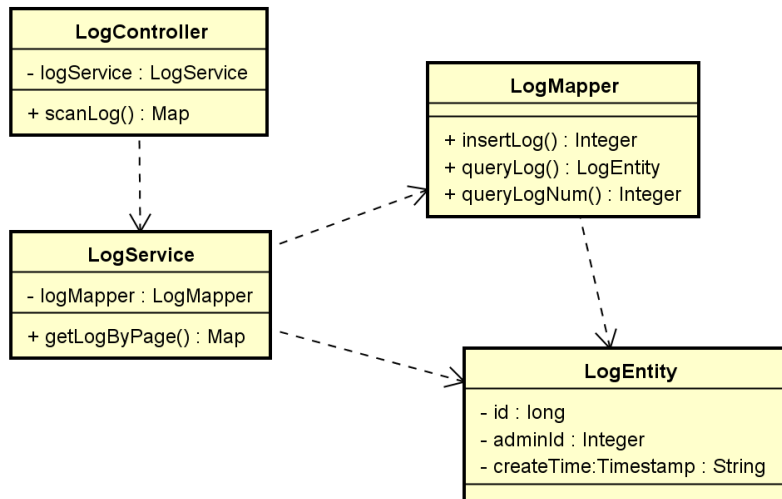 LogController
- logService : LogService
+ scanLog() : Map
LogMapper
+ insertLog() : Integer
+ queryLog() : LogEntity
+ queryLogNum() : Integer
LogService
- logMapper : LogMapper
+ getLogByPage() : Map
LogEntity
- id : long
- adminId : Integer
- createTime:Timestamp : String